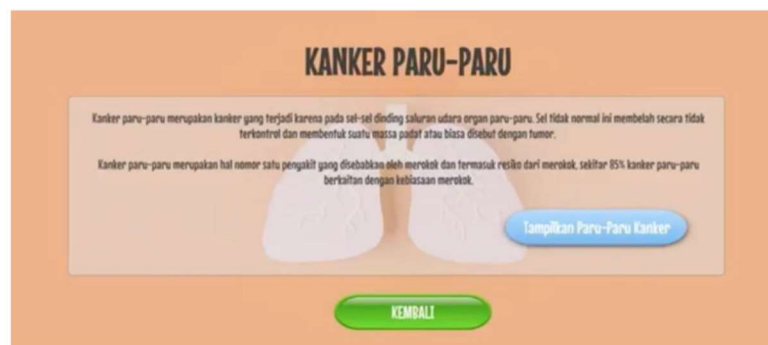 KANKER PARU-PARU
Kanker paru-paru merupakan kanker yang terjadi karena pada sel-sel dinding saluran udara organ paru-paru. Sel tidak normal ini membelah secara tidak
terkontrol dan membentuk suatu massa padat atau biasa disebut dengan tumor.
Kanker paru-paru merupakan hal nomor satu penyakit yang disebabkan oleh merokok dan termasuk resiko dari merokok, sekitar 85% kanker paru-paru
berkaitan dengan kebiasaan merokok.
Tampilkan Paru-Paru Kanker
KEMBALI